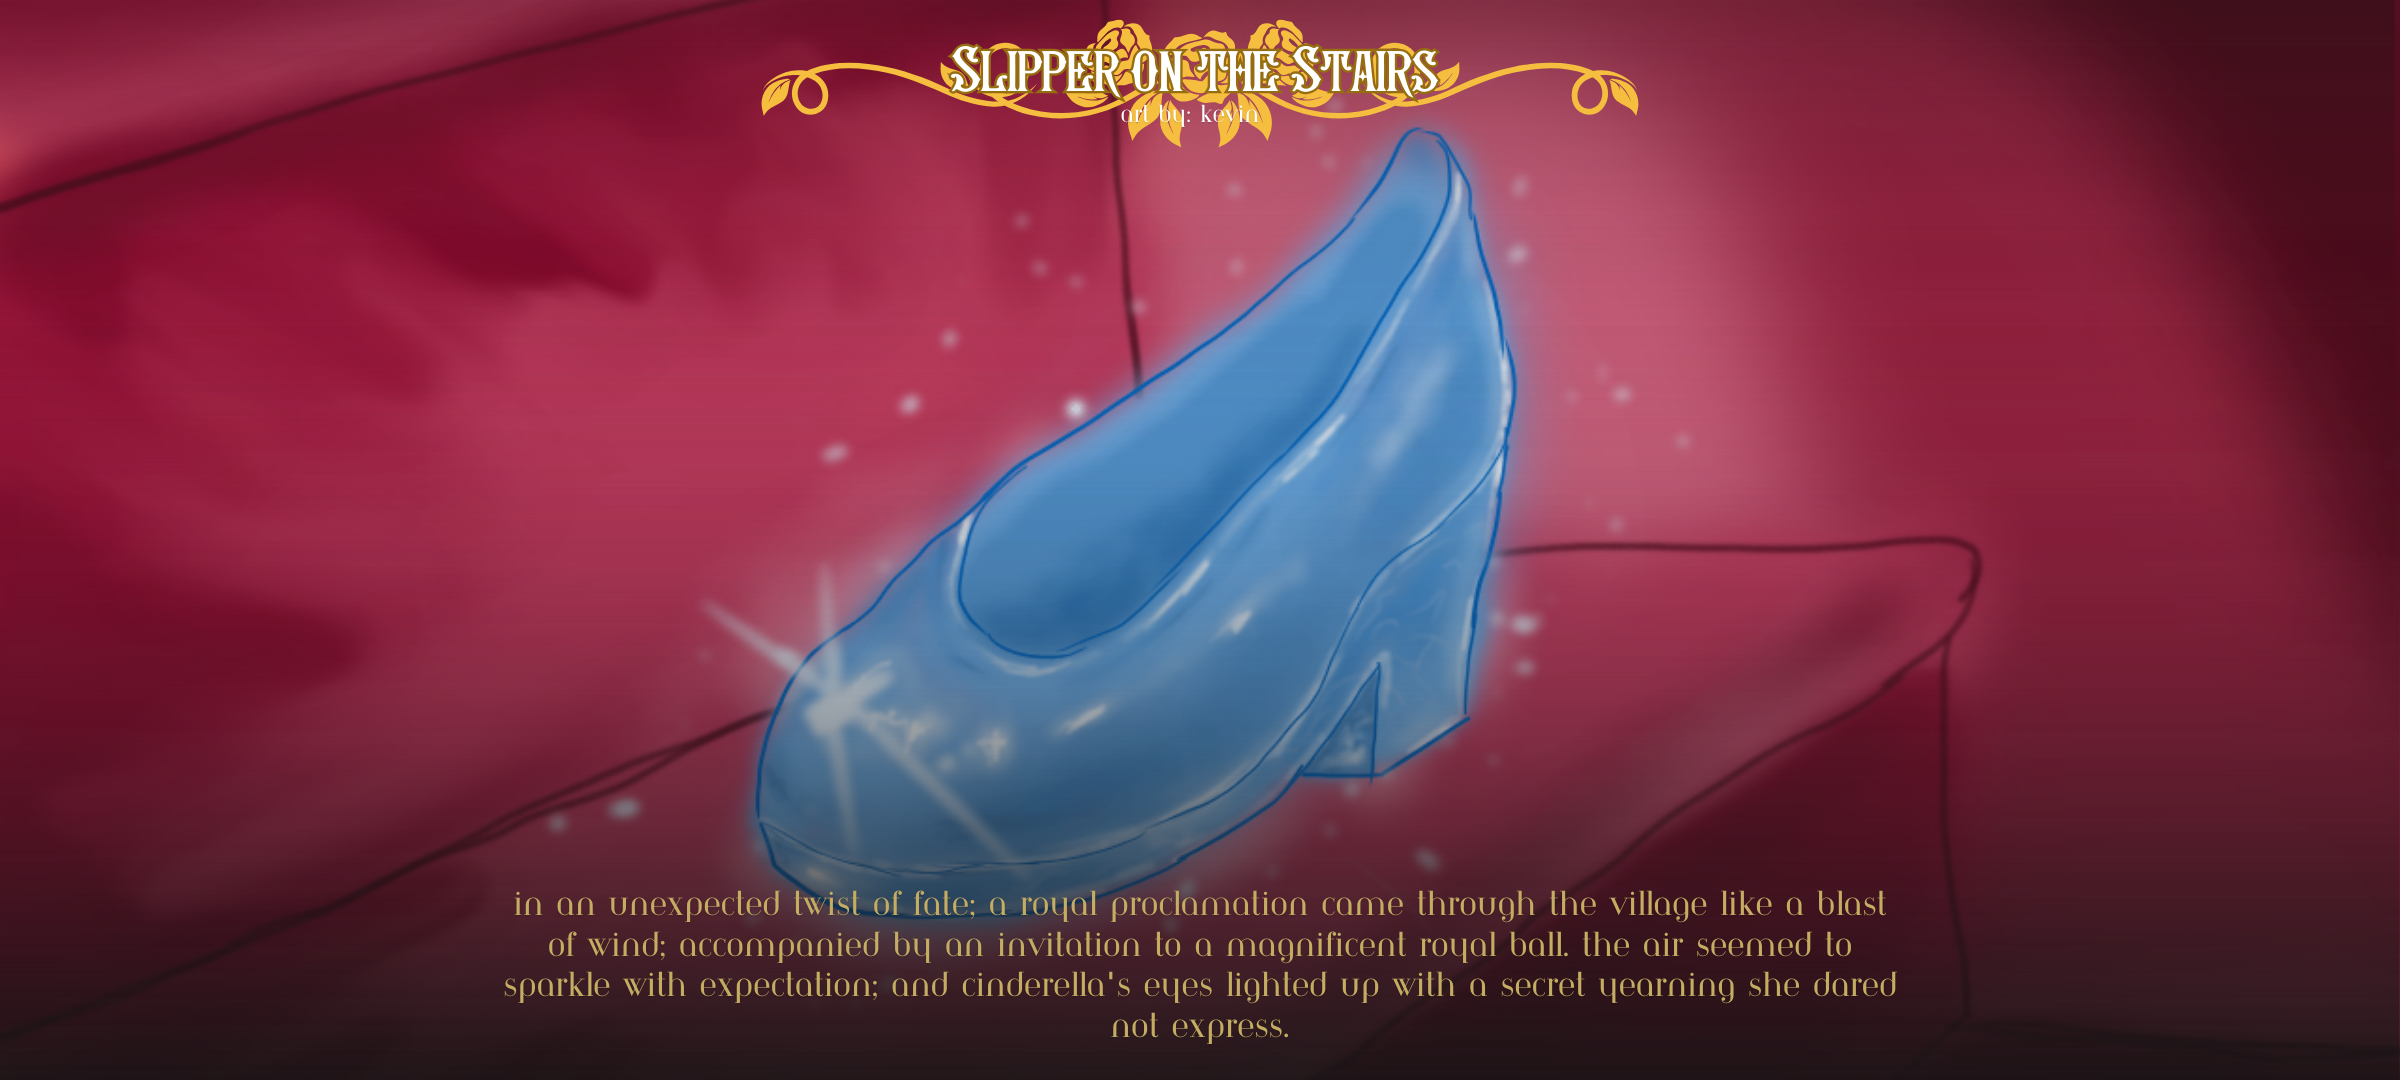 SLIPPER ON THE STAIRS
art by: kevin
in an unexpected twist of fate; a royal proclamation came through the village like a blast
of wind; accompanied by an invitation to a magnificent royal ball. the air seemed to
sparkle with expectation; and cinderella's eyes lighted up with a secret yearning she dared
not express.